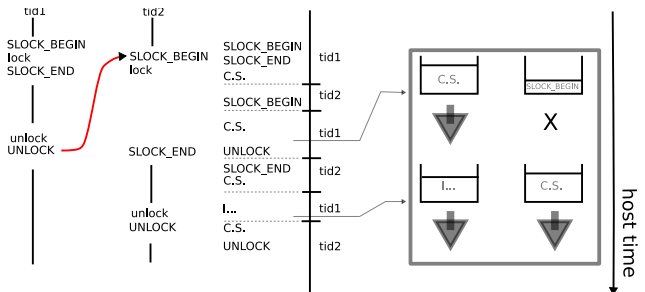 tid1
SLOCK_BEGIN
lock
SLOCK_END
unlock
UNLOCK
tid2
SLOCK_BEGIN
lock
SLOCK_END
unlock
UNLOCK
SLOCK_BEGIN
SLOCK_END
C.S.
SLOCK_BEGIN
C.S.
UNLOCK
SLOCK_END
C.S.
I...
C.S.
UNLOCK
tid1
tid2
tid1
tid2
tid1
tid2
C.S.
SLOCK_BEGIN
X
I...
C.S.
host time